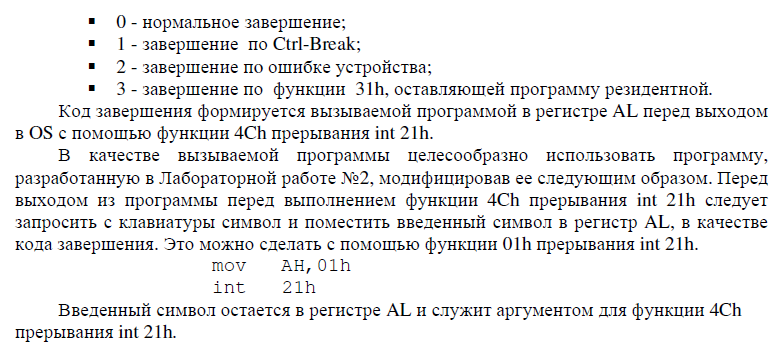 ▪ 0 - нормальное завершение;
▪ 1 - завершение по Ctrl-Break;
▪ 2 - завершение по ошибке устройства;
▪ 3 - завершение по функции 31h, оставляющей программу резидентной.
Код завершения формируется вызываемой программой в регистре AL перед выходом
в OS с помощью функции 4Ch прерывания int 21h.
В качестве вызываемой программы целесообразно использовать программу,
разработанную в Лабораторной работе №2, модифицировав ее следующим образом. Перед
выходом из программы перед выполнением функции 4Ch прерывания int 21h следует
запросить с клавиатуры символ и поместить введенный символ в регистр AL, в качестве
кода завершения. Это можно сделать с помощью функции 01h прерывания int 21h.
mov AH,01h
int 21h
Введенный символ остается в регистре AL и служит аргументом для функции 4Ch
прерывания int 21h.